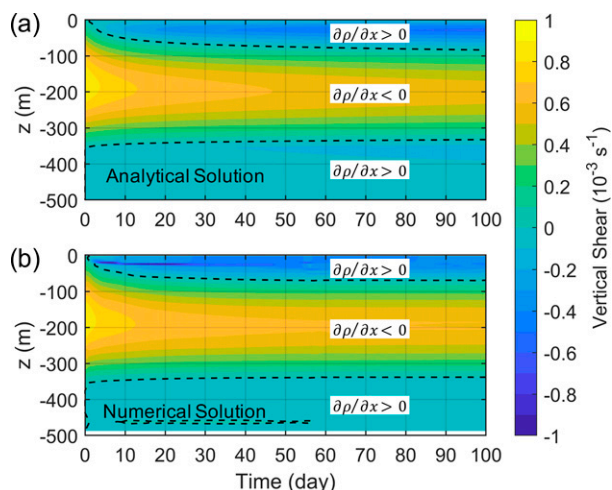 (a)
0
-100
-200
-300
-400
-500
z (m)
∂ρ/∂x > 0
∂ρ/∂x < 0
∂ρ/∂x > 0
Analytical Solution
0 10 20 30 40 50 60 70 80 90 100
(b)
0
-100
-200
-300
-400
-500
z (m)
∂ρ/∂x > 0
∂ρ/∂x < 0
∂ρ/∂x > 0
Numerical Solution
0 10 20 30 40 50 60 70 80 90 100
Time (day)
1
0.8
0.6
0.4
0.2
0
-0.2
-0.4
-0.6
-0.8
-1
Vertical Shear (10⁻³ s⁻¹)